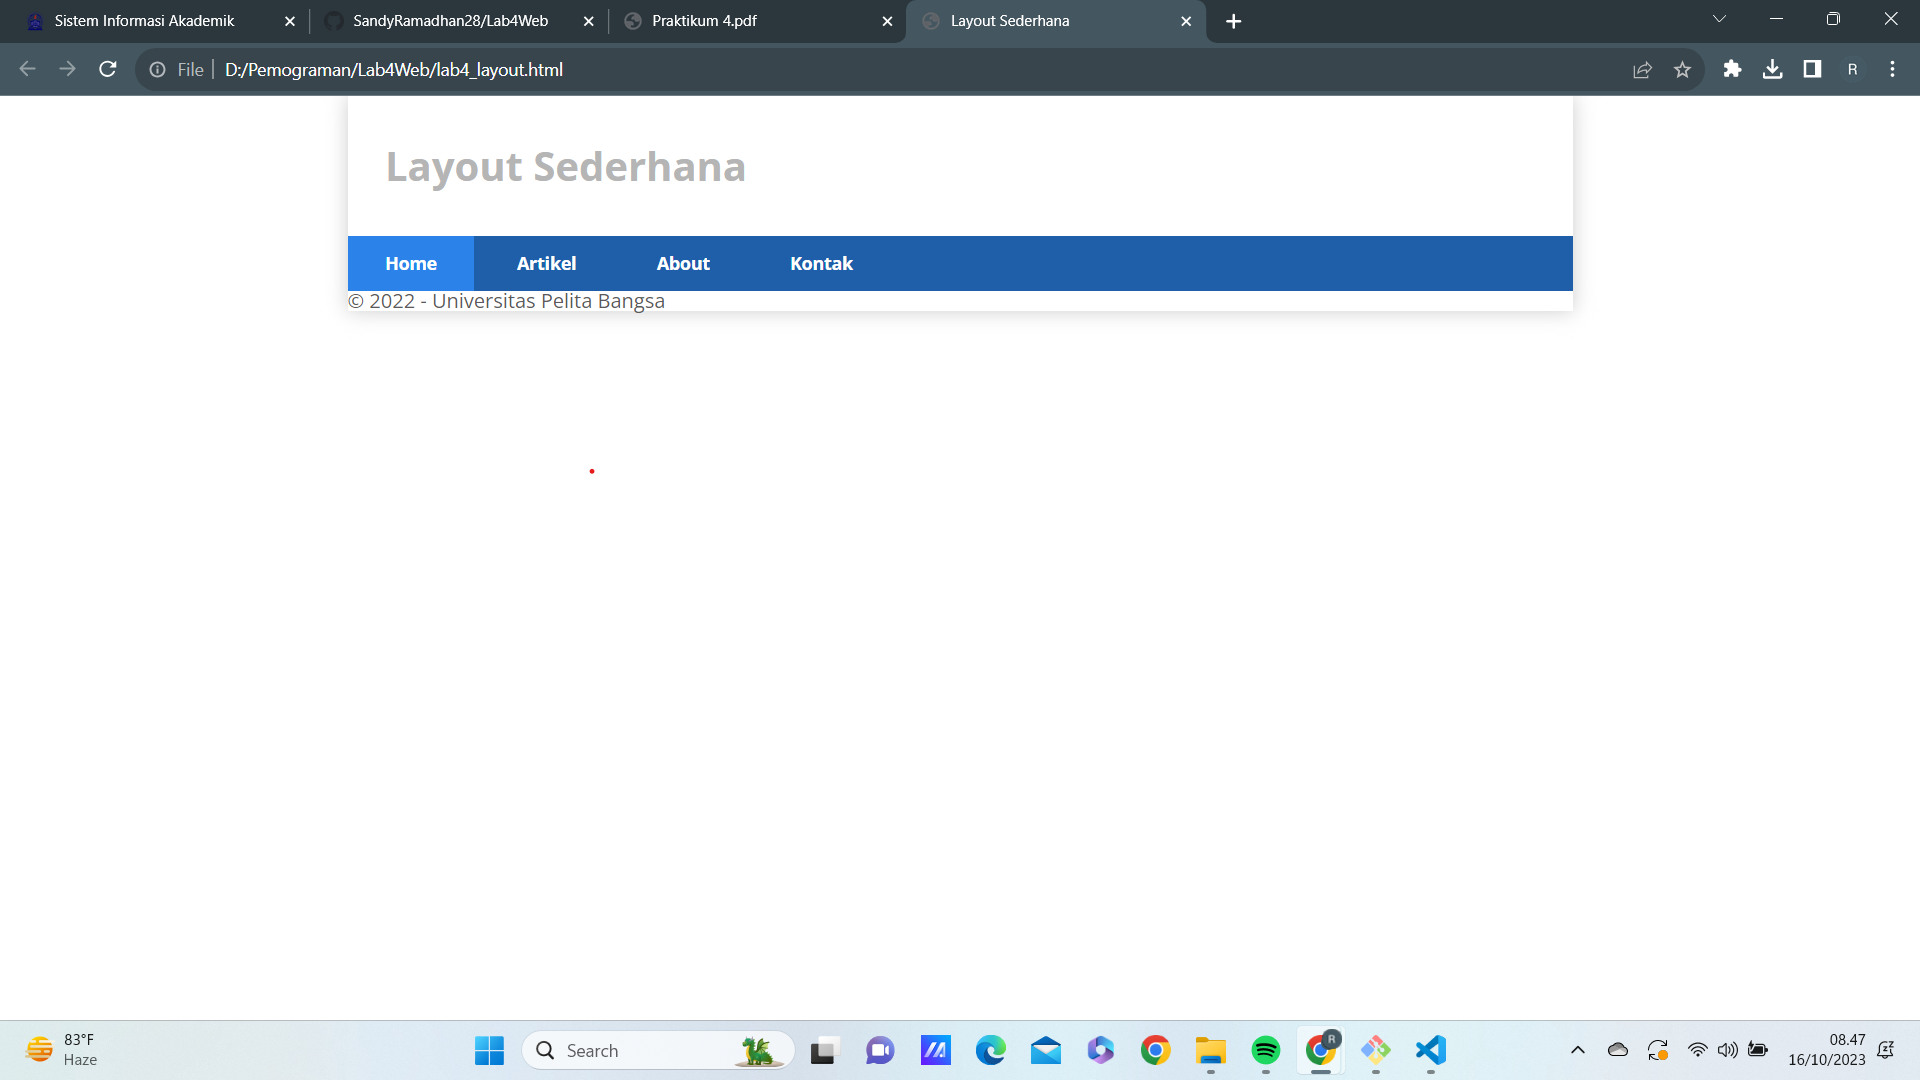 Sistem Informasi Akademik
SandyRamadhan28/Lab4Web
Praktikum 4.pdf
Layout Sederhana
File
D:/Pemograman/Lab4Web/lab4_layout.html
R
Layout Sederhana
Home Artikel About Kontak
© 2022 - Universitas Pelita Bangsa
83°F
Haze
Search
R
08.47
16/10/2023